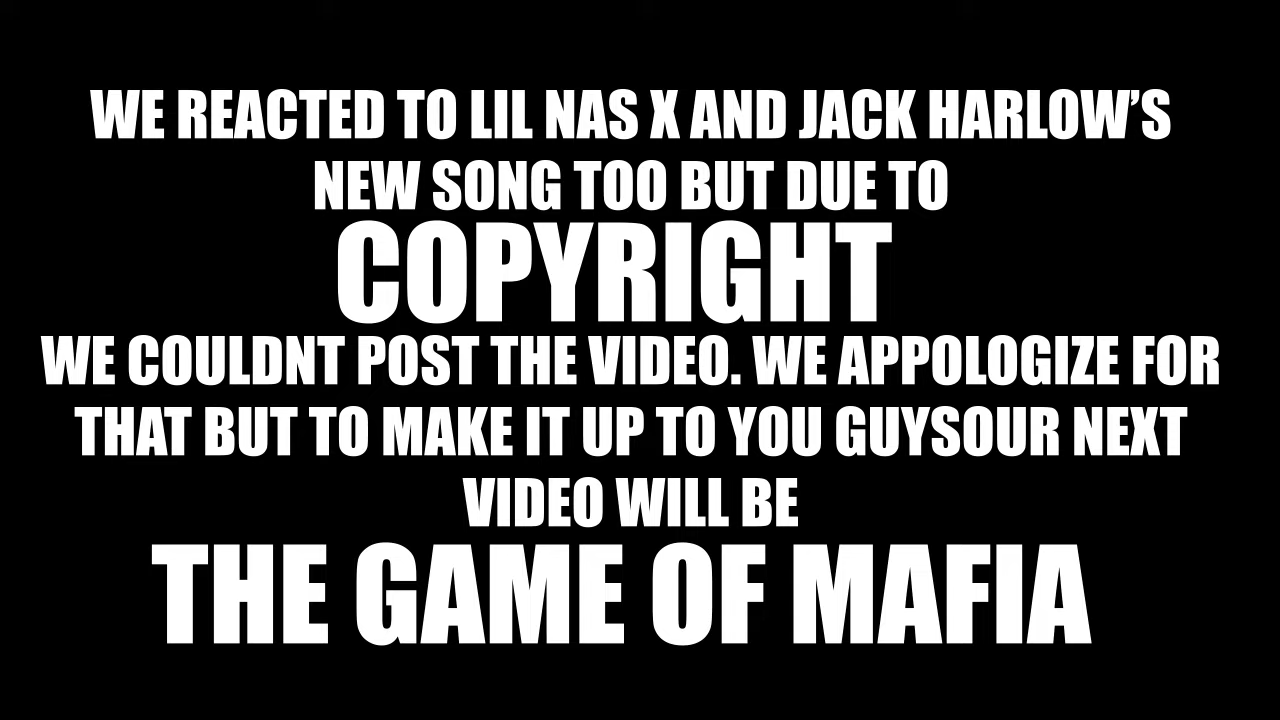 WE REACTED TO LIL NAS X AND JACK HARLOW’S
NEW SONG TOO BUT DUE TO
COPYRIGHT
WE COULDNT POST THE VIDEO. WE APPOLOGIZE FOR
THAT BUT TO MAKE IT UP TO YOU GUYSOUR NEXT
VIDEO WILL BE
THE GAME OF MAFIA